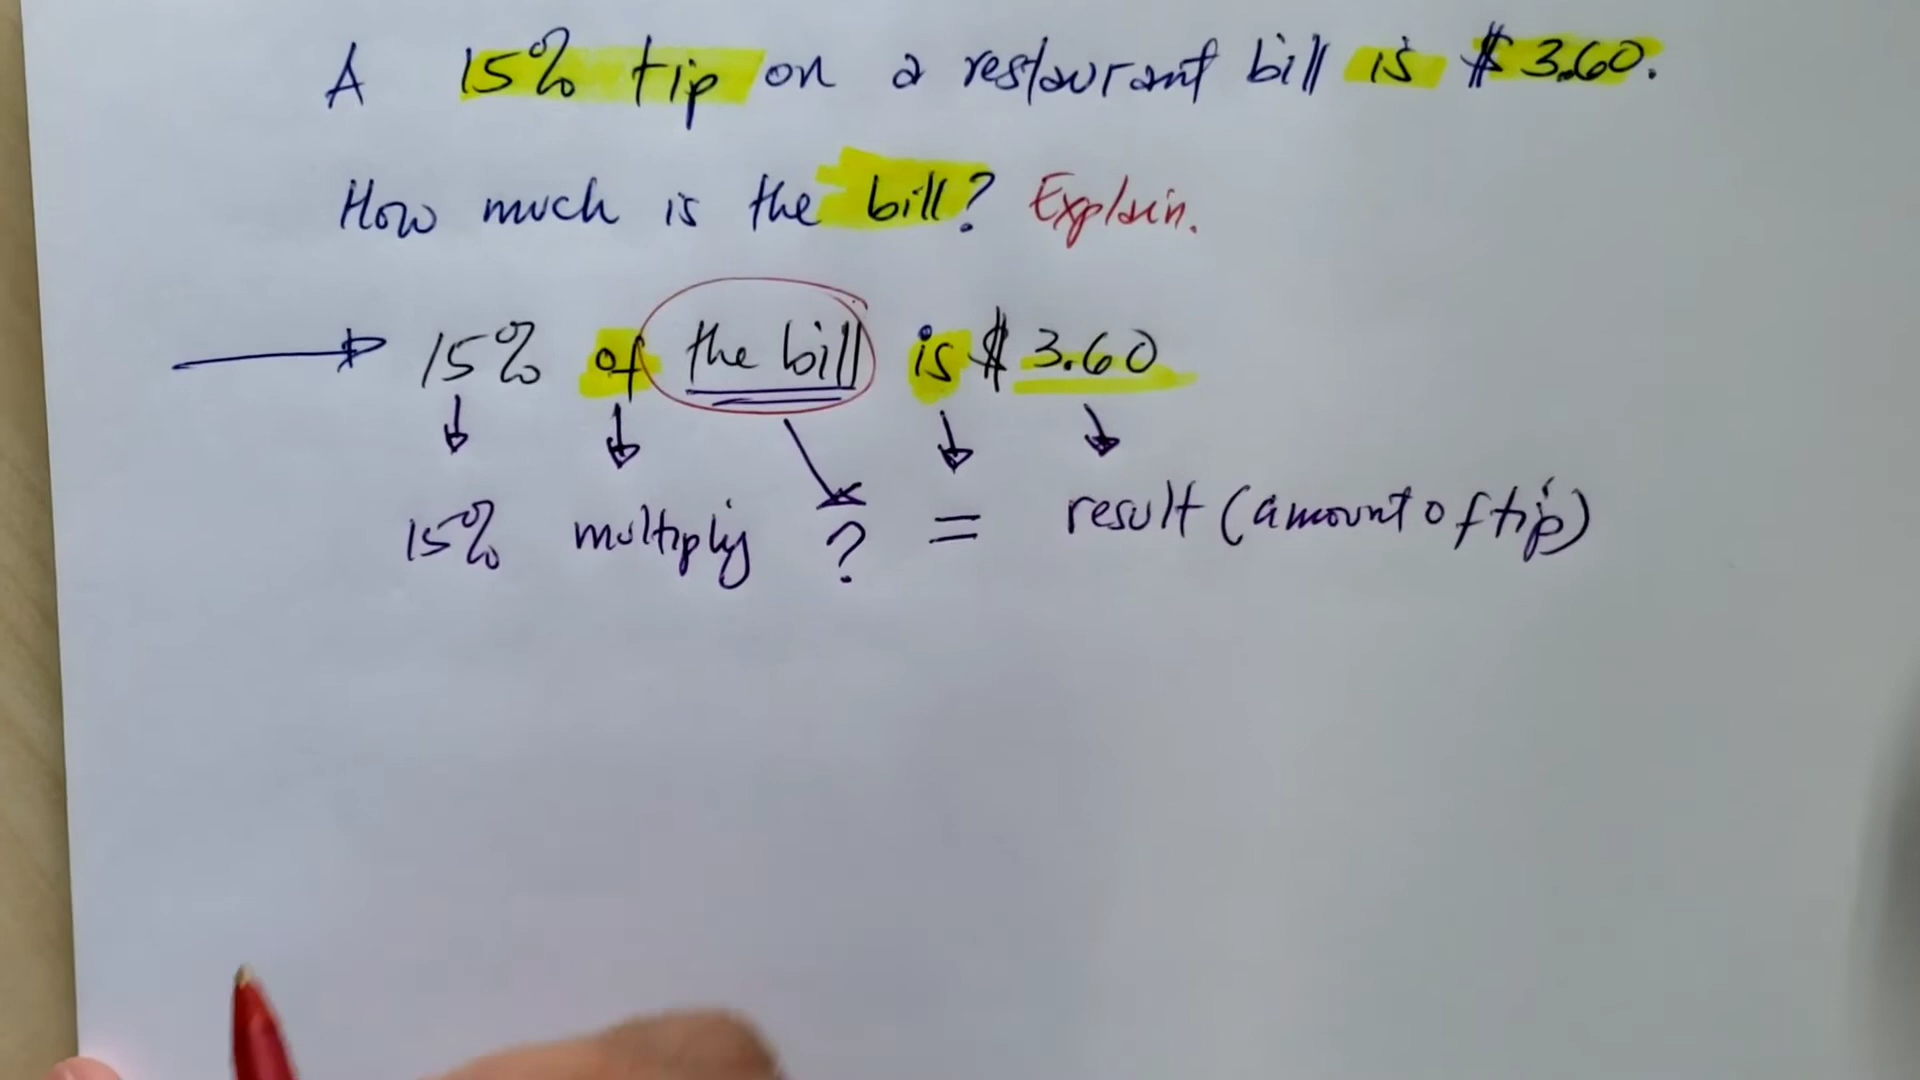 A 15% tip on a restaurant bill is $3.60.
How much is the bill? Explain.
15% of the bill is $3.60
15% multiply ? = result (amount of tip)